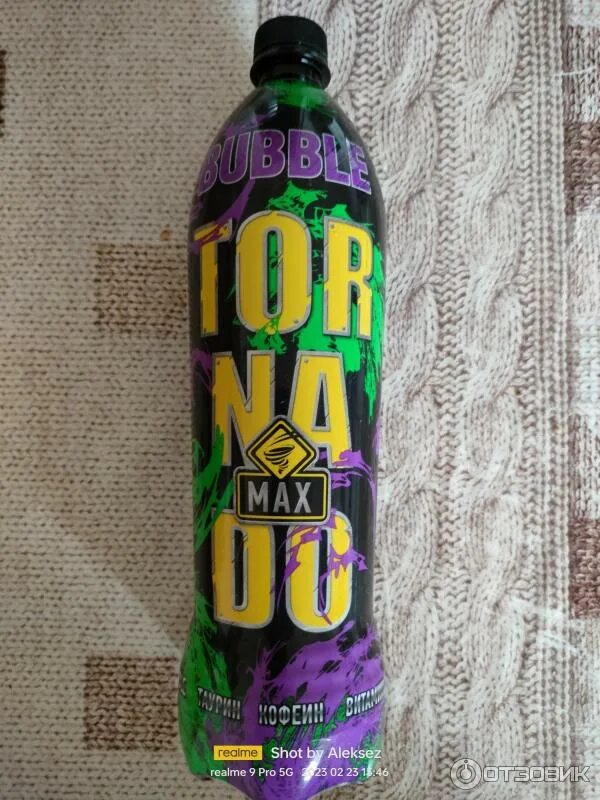 BUBBLE
TOR
NA
MAX
DO
ТАУРИН КОФЕИН
realme Shot by Aleksez
realme 9 Pro 5G 2023 02 23 15:46
ОТЗОВИК